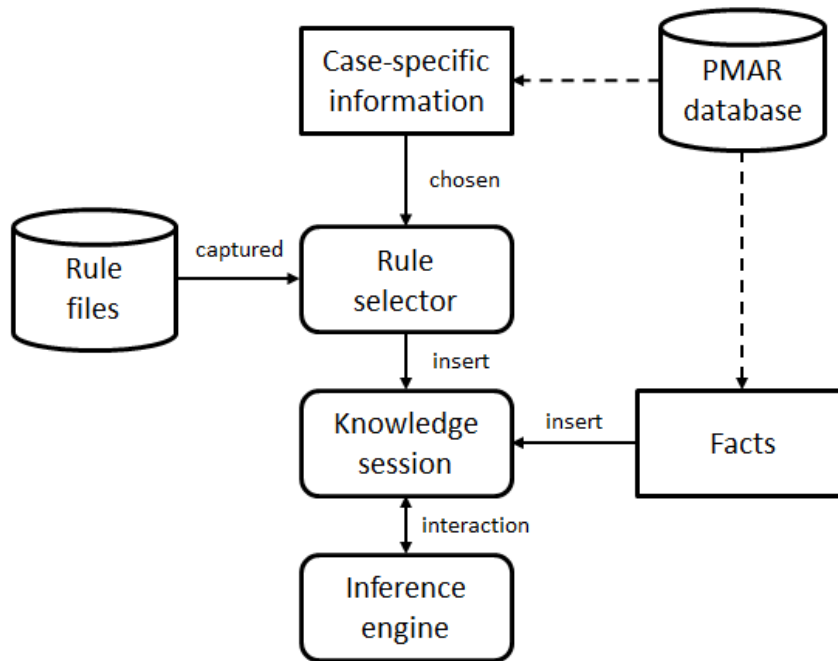 Case-specific
information
PMAR
database
chosen
Rule
files
captured
Rule
selector
insert
Knowledge
session
insert
Facts
interaction
Inference
engine